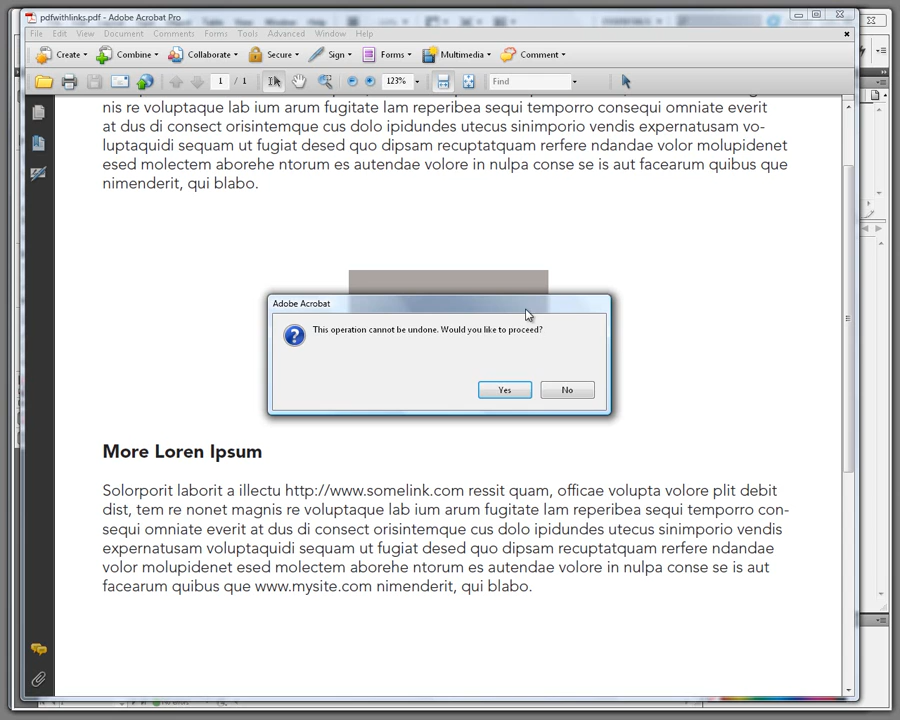 pdfwithlinks.pdf - Adobe Acrobat Pro
File Edit View Document Comments Forms Tools Advanced Window Help
Create Combine Collaborate Secure Sign Forms Multimedia Comment
1 / 1 123% Find
nis re voluptaque lab ium arum fugitate lam reperibea sequi temporro consequi omniate everit
at dus di consect orisintemque cus dolo ipidundes utecus sinimporio vendis expernatusam vo-
luptaquidi sequam ut fugiat desed quo dipsam recuptatquam rerfere ndandae volor molupidenet
esed molectem aborehe ntorum es autendae volore in nulpa conse se is aut facearum quibus que
nimenderit, qui blabo.
Adobe Acrobat
This operation cannot be undone. Would you like to proceed?
Yes No
More Loren Ipsum
Solorporit laborit a illectu http://www.somelink.com ressit quam, officae volupta volore plit debit
dist, tem re nonet magnis re voluptaque lab ium arum fugitate lam reperibea sequi temporro con-
sequi omniate everit at dus di consect orisintemque cus dolo ipidundes utecus sinimporio vendis
expernatusam voluptaquidi sequam ut fugiat desed quo dipsam recuptatquam rerfere ndandae
volor molupidenet esed molectem aborehe ntorum es autendae volore in nulpa conse se is aut
facearum quibus que www.mysite.com nimenderit, qui blabo.